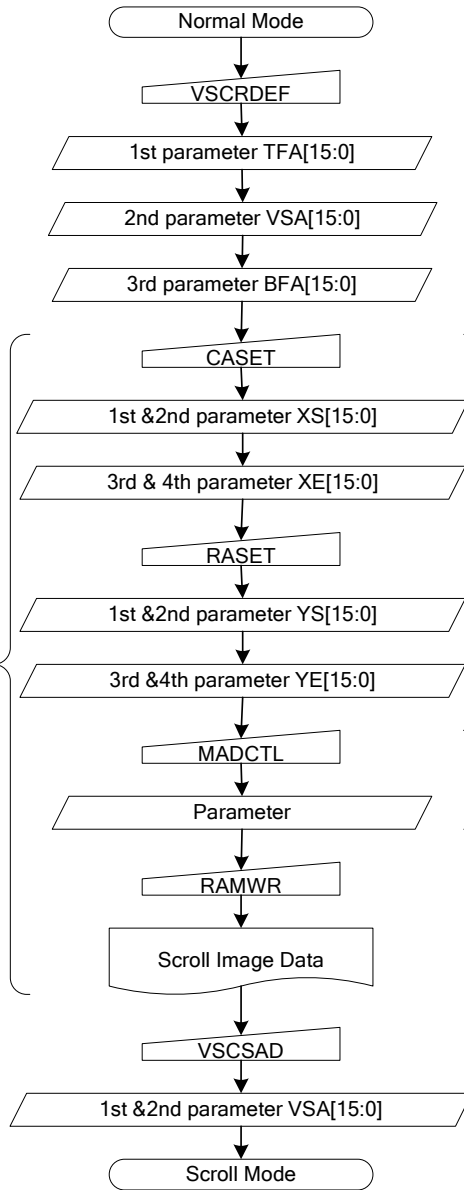 Normal Mode
VSCRDEF
1st parameter TFA[15:0]
2nd parameter VSA[15:0]
3rd parameter BFA[15:0]
CASET
1st &2nd parameter XS[15:0]
3rd & 4th parameter XE[15:0]
RASET
1st &2nd parameter YS[15:0]
3rd &4th parameter YE[15:0]
MADCTL
Parameter
RAMWR
Scroll Image Data
VSCSAD
1st &2nd parameter VSA[15:0]
Scroll Mode